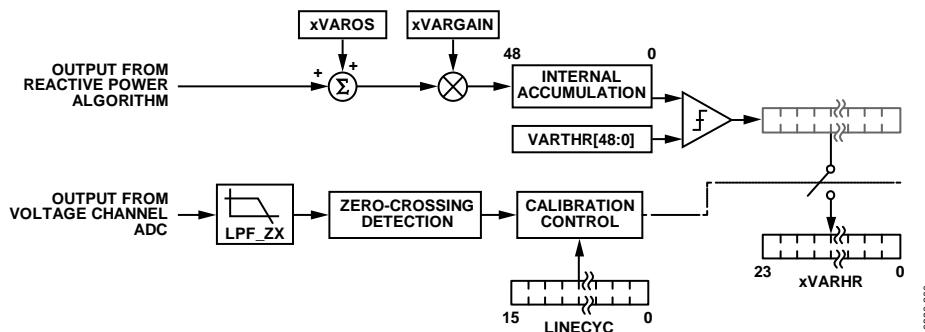 xVAROS
xVARGAIN
48
0
OUTPUT FROM
REACTIVE POWER
ALGORITHM
+
+
Σ
INTERNAL
ACCUMULATION
VARTHR[48:0]
OUTPUT FROM
VOLTAGE CHANNEL
ADC
LPF_ZX
ZERO-CROSSING
DETECTION
CALIBRATION
CONTROL
23
0
xVARHR
15
0
LINECYC